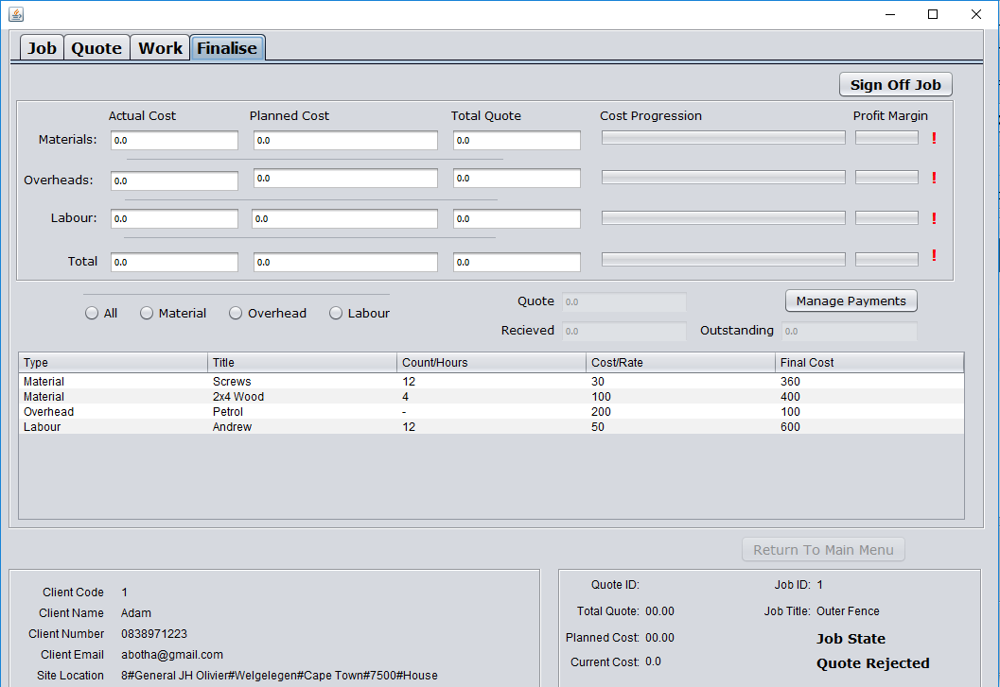 Job Quote Work Finalise
Sign Off Job
Actual Cost Planned Cost Total Quote Cost Progression Profit Margin
Materials: 0.0 0.0 0.0 !
Overheads: 0.0 0.0 0.0 !
Labour: 0.0 0.0 0.0 !
Total 0.0 0.0 0.0 !
All Material Overhead Labour
Quote 0.0 Manage Payments
Recieved 0.0 Outstanding 0.0
Type Title Count/Hours Cost/Rate Final Cost
Material Screws 12 30 360
Material 2x4 Wood 4 100 400
Overhead Petrol - 200 100
Labour Andrew 12 50 600
Return To Main Menu
Client Code 1
Client Name Adam
Client Number 0838971223
Client Email abotha@gmail.com
Site Location 8#General JH Olivier#Welgelegen#Cape Town#7500#House
Quote ID: Job ID: 1
Total Quote: 00.00 Job Title: Outer Fence
Planned Cost: 00.00 Job State
Current Cost: 0.0 Quote Rejected